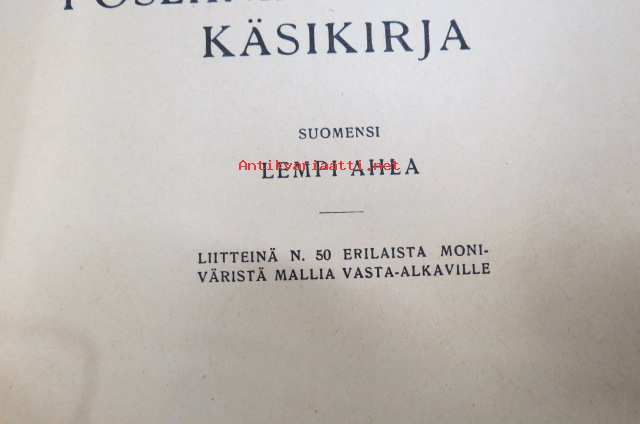 KÄSIKIRJA
SUOMENSI
Antikvariaatti.net
LEMPI AHLA
LIITTEINÄ N. 50 ERILAISTA MONI-
VÄRISTÄ MALLIA VASTA-ALKAVILLE